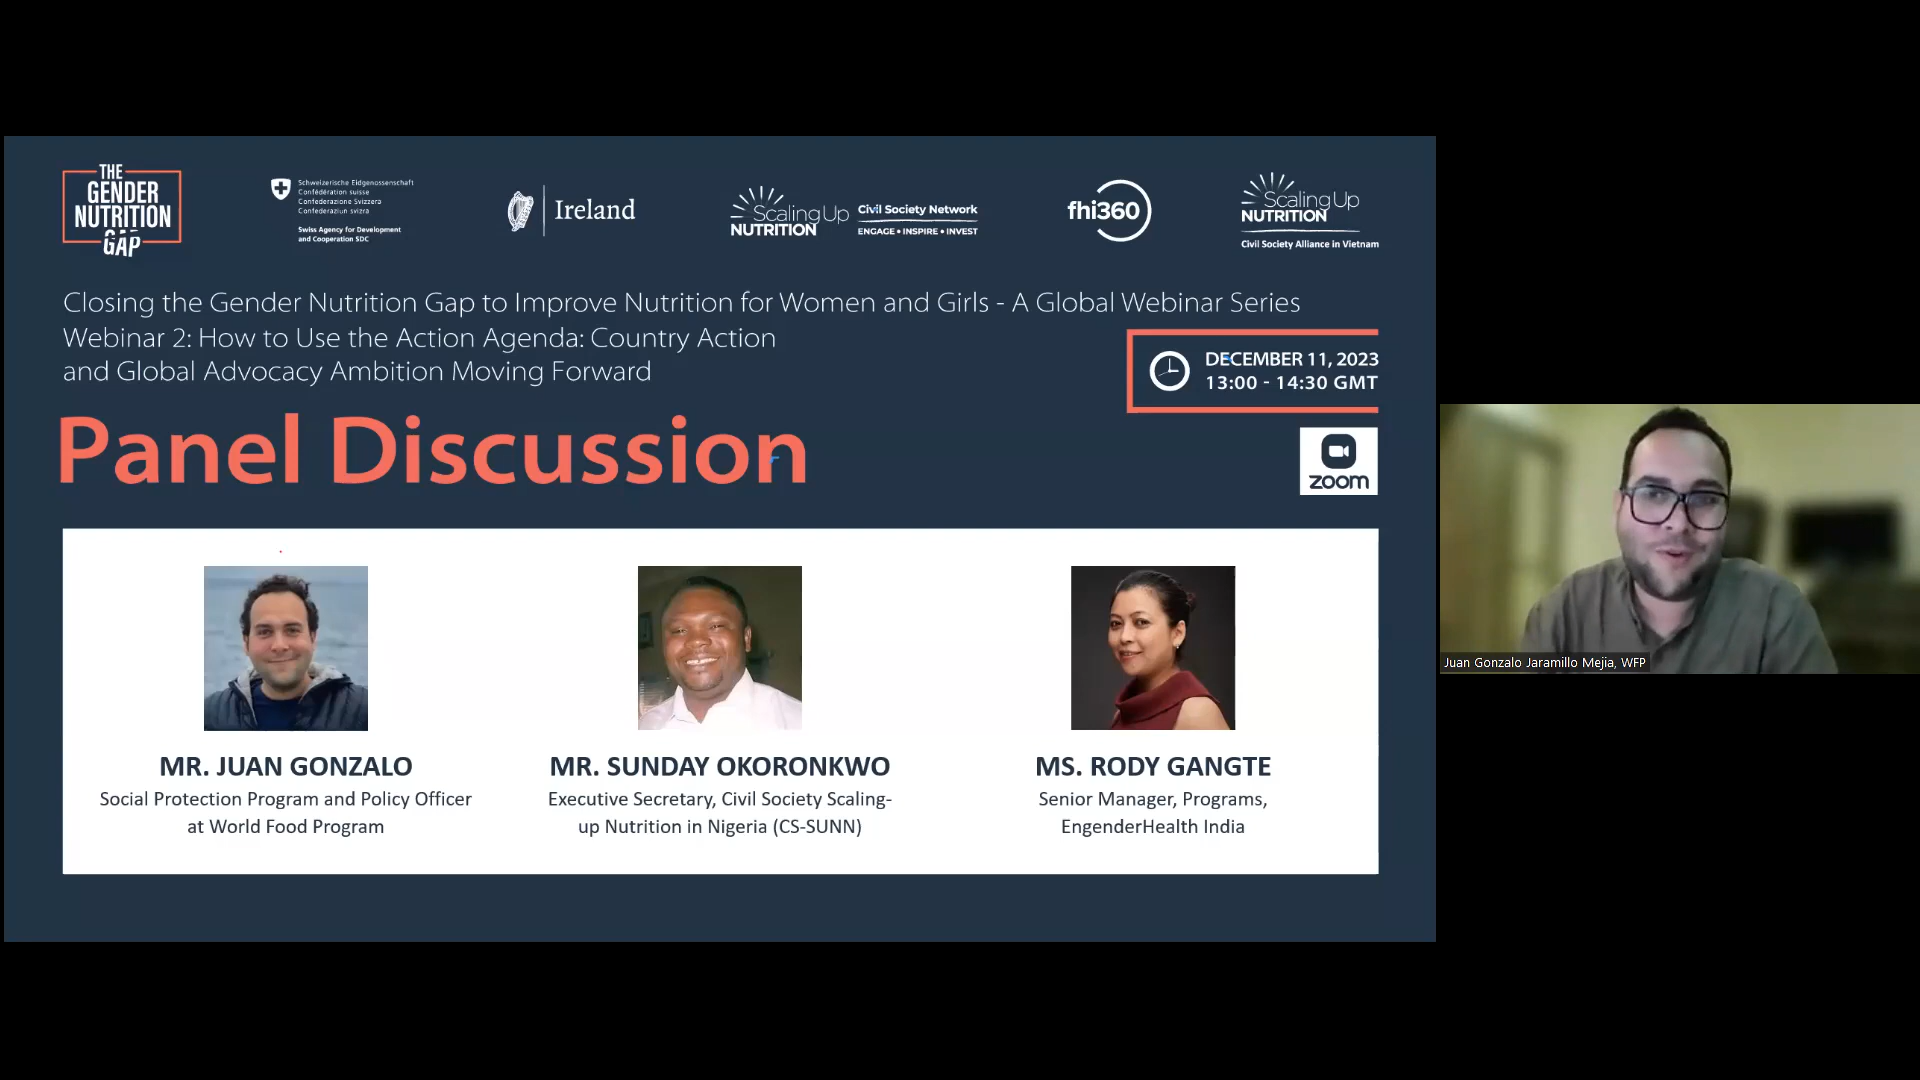 THE
GENDER
NUTRITION
GAP
Schweizerische Eidgenossenschaft
Confédération suisse
Confederazione Svizzera
Confederaziun svizra
Swiss Agency for Development
and Cooperation SDC
Ireland
Scaling Up
NUTRITION
Civil Society Network
ENGAGE • INSPIRE • INVEST
fhi360
Scaling Up
NUTRITION
Civil Society Alliance in Vietnam
Closing the Gender Nutrition Gap to Improve Nutrition for Women and Girls - A Global Webinar Series
Webinar 2: How to Use the Action Agenda: Country Action
and Global Advocacy Ambition Moving Forward
DECEMBER 11, 2023
13:00 - 14:30 GMT
Panel Discussion
zoom
MR. JUAN GONZALO
Social Protection Program and Policy Officer
at World Food Program
MR. SUNDAY OKORONKWO
Executive Secretary, Civil Society Scaling-
up Nutrition in Nigeria (CS-SUNN)
MS. RODY GANGTE
Senior Manager, Programs,
EngenderHealth India
Juan Gonzalo Jaramillo Mejia, WFP